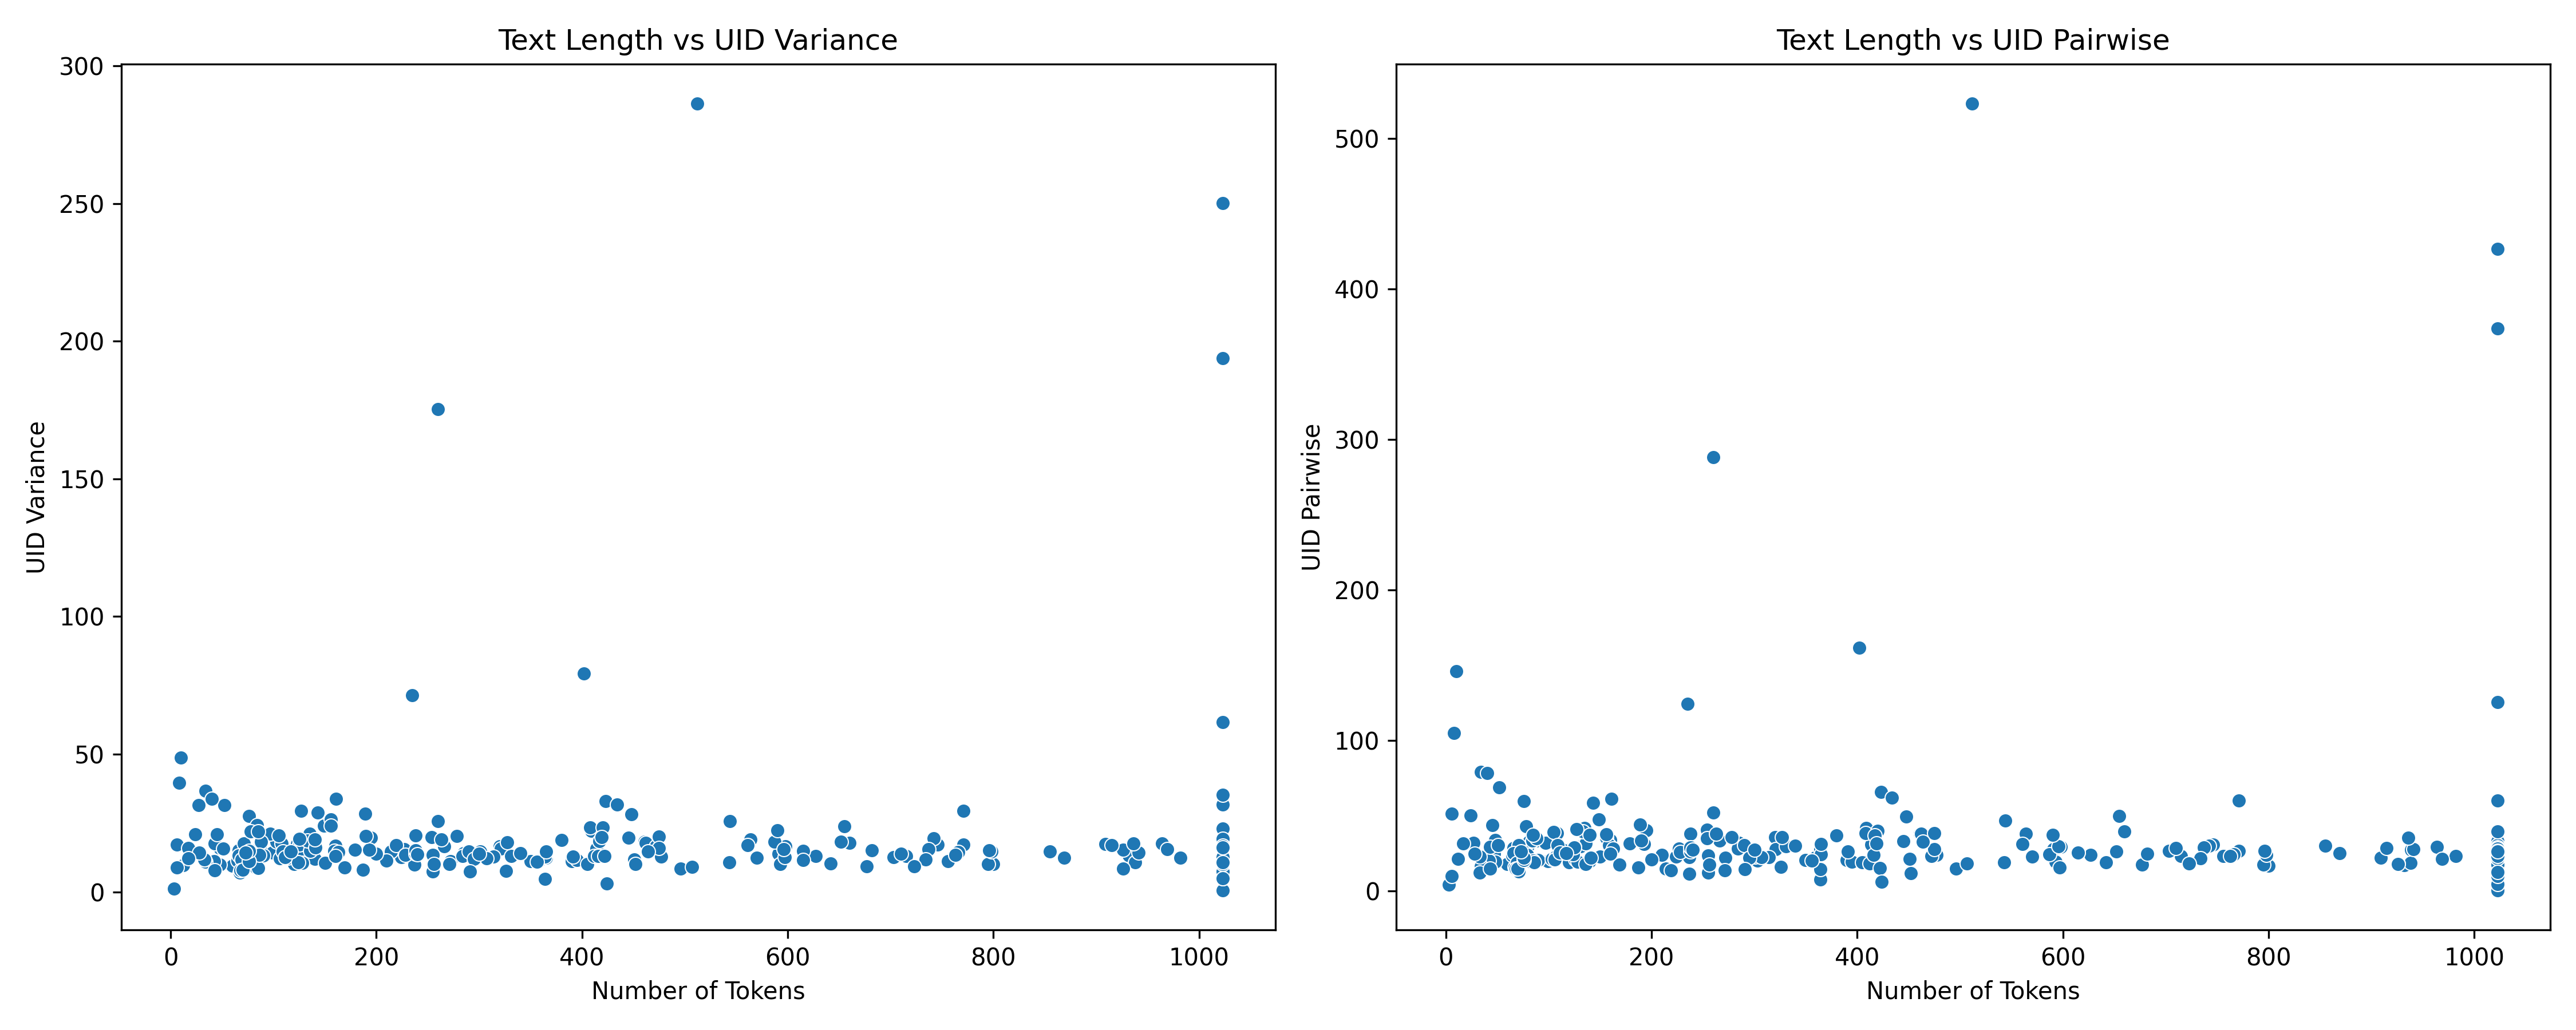 Text Length vs UID Variance
300
250
200
150
100
50
0
UID Variance
0 200 400 600 800 1000
Number of Tokens
Text Length vs UID Pairwise
500
400
300
200
100
0
UID Pairwise
0 200 400 600 800 1000
Number of Tokens